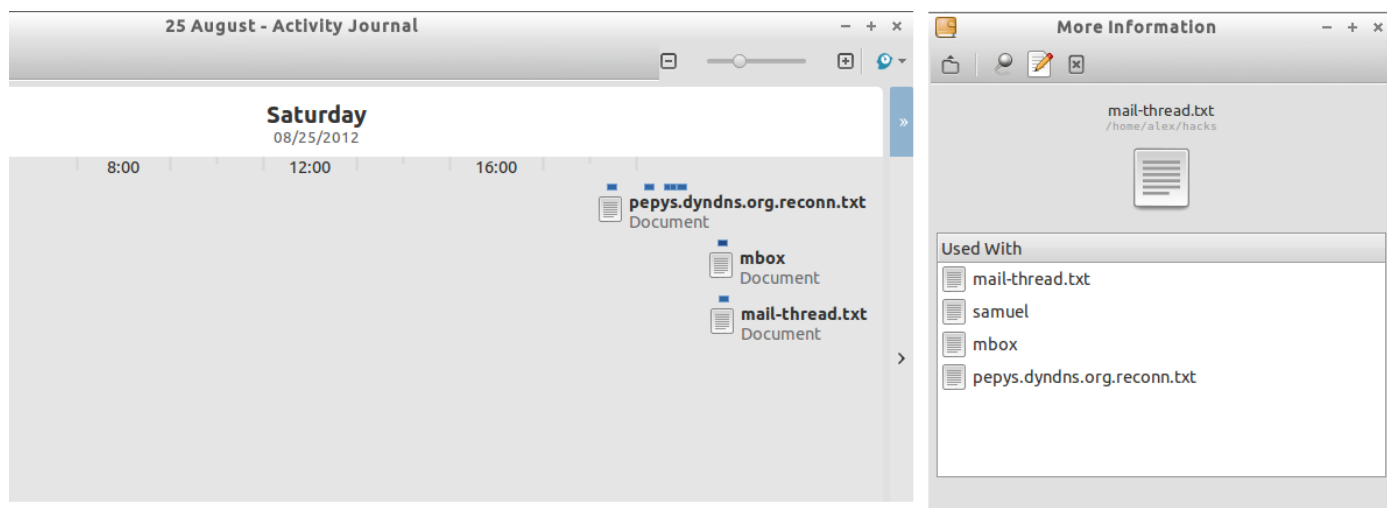 25 August - Activity Journal
Saturday
08/25/2012
8:00 12:00 16:00
pepys.dyndns.org.reconn.txt
Document
mbox
Document
mail-thread.txt
Document
More Information
mail-thread.txt
/home/alex/hacks
Used With
mail-thread.txt
samuel
mbox
pepys.dyndns.org.reconn.txt